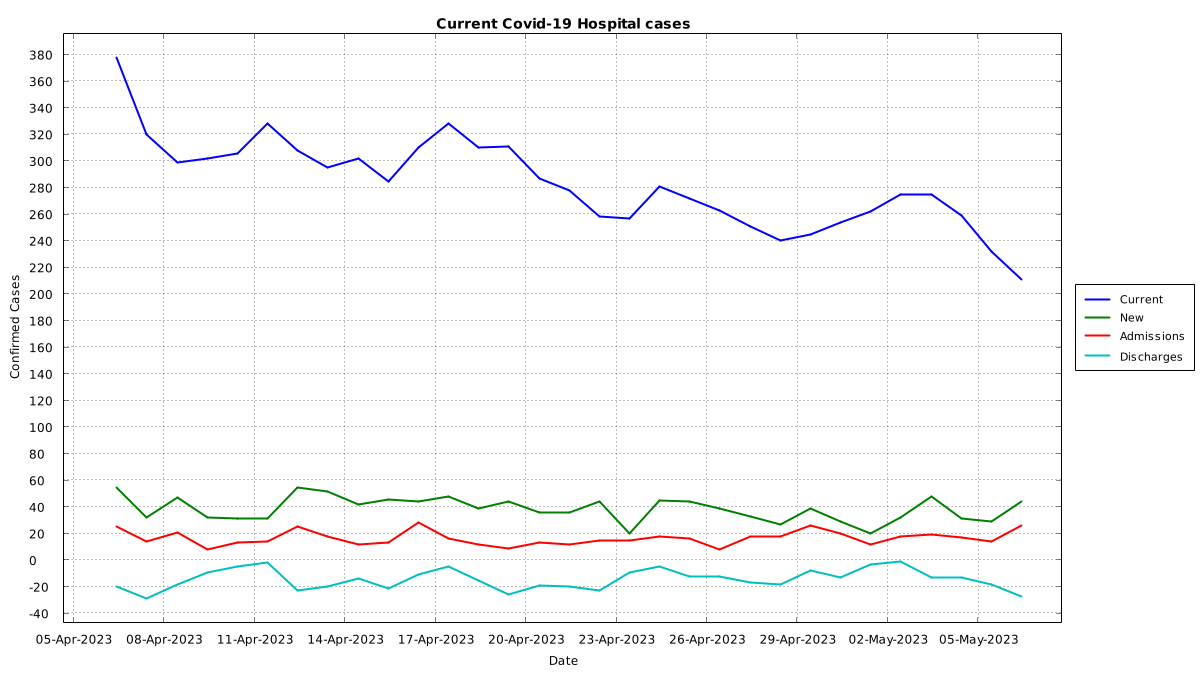 Current Covid-19 Hospital cases
380
360
340
320
300
280
260
240
220
200
180
160
140
120
100
80
60
40
20
0
-20
-40
Confirmed Cases
05-Apr-2023 08-Apr-2023 11-Apr-2023 14-Apr-2023 17-Apr-2023 20-Apr-2023 23-Apr-2023 26-Apr-2023 29-Apr-2023 02-May-2023 05-May-2023
Date
Current
New
Admissions
Discharges